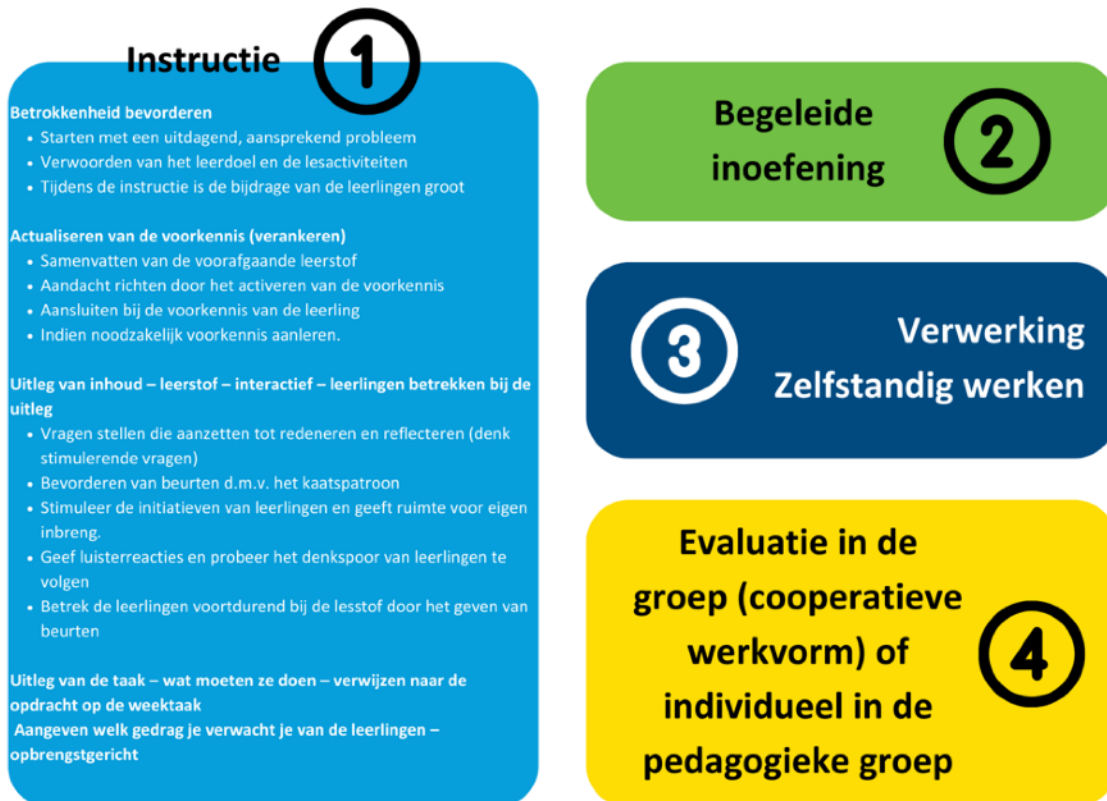 Instructie
1
Betrokkenheid bevorderen
• Starten met een uitdagend, aansprekend probleem
• Verwoorden van het leerdoel en de lesactiviteiten
• Tijdens de instructie is de bijdrage van de leerlingen groot
Actualiseren van de voorkennis (verankeren)
• Samenvatten van de voorafgaande leerstof
• Aandacht richten door het activeren van de voorkennis
• Aansluiten bij de voorkennis van de leerling
• Indien noodzakelijk voorkennis aanleren.
Uitleg van inhoud – leerstof – interactief – leerlingen betrekken bij de
uitleg
• Vragen stellen die aanzetten tot redeneren en reflecteren (denk
stimulerende vragen)
• Bevorderen van beurten d.m.v. het kaatspatroon
• Stimuleer de initiatieven van leerlingen en geeft ruimte voor eigen
inbreng.
• Geef luisterreacties en probeer het denkspoor van leerlingen te
volgen
• Betrek de leerlingen voortdurend bij de lesstof door het geven van
beurten
Uitleg van de taak – wat moeten ze doen – verwijzen naar de
opdracht op de weektaak
Aangeven welk gedrag je verwacht je van de leerlingen –
opbrengstgericht
Begeleide
inoefening
2
3
Verwerking
Zelfstandig werken
Evaluatie in de
groep (cooperatieve
werkvorm) of
individueel in de
pedagogieke groep
4